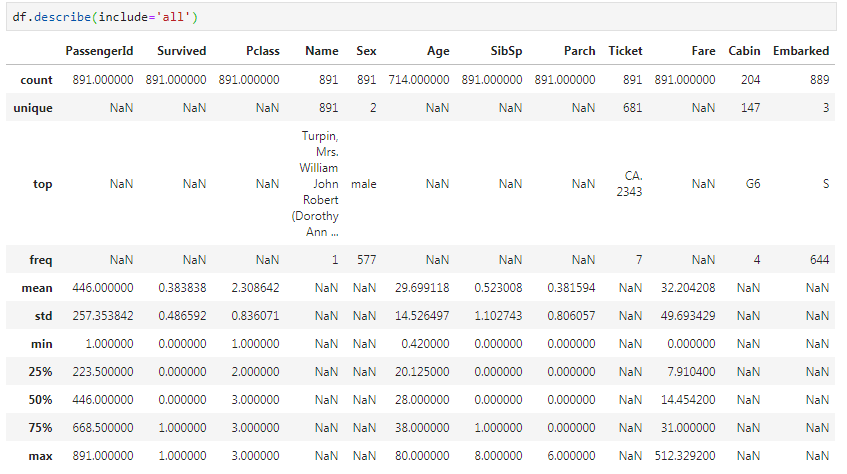 df.describe(include='all')
PassengerId Survived Pclass Name Sex Age SibSp Parch Ticket Fare Cabin Embarked
count 891.000000 891.000000 891.000000 891 891 714.000000 891.000000 891.000000 891 891.000000 204 889
unique NaN NaN NaN 891 2 NaN NaN NaN 681 NaN 147 3
top NaN NaN NaN Turpin, Mrs. William John Robert (Dorothy Ann ... male NaN NaN NaN CA. 2343 NaN G6 S
freq NaN NaN NaN 1 577 NaN NaN NaN 7 NaN 4 644
mean 446.000000 0.383838 2.308642 NaN NaN 29.699118 0.523008 0.381594 NaN 32.204208 NaN NaN
std 257.353842 0.486592 0.836071 NaN NaN 14.526497 1.102743 0.806057 NaN 49.693429 NaN NaN
min 1.000000 0.000000 1.000000 NaN NaN 0.420000 0.000000 0.000000 NaN 0.000000 NaN NaN
25% 223.500000 0.000000 2.000000 NaN NaN 20.125000 0.000000 0.000000 NaN 7.910400 NaN NaN
50% 446.000000 0.000000 3.000000 NaN NaN 28.000000 0.000000 0.000000 NaN 14.454200 NaN NaN
75% 668.500000 1.000000 3.000000 NaN NaN 38.000000 1.000000 0.000000 NaN 31.000000 NaN NaN
max 891.000000 1.000000 3.000000 NaN NaN 80.000000 8.000000 6.000000 NaN 512.329200 NaN NaN